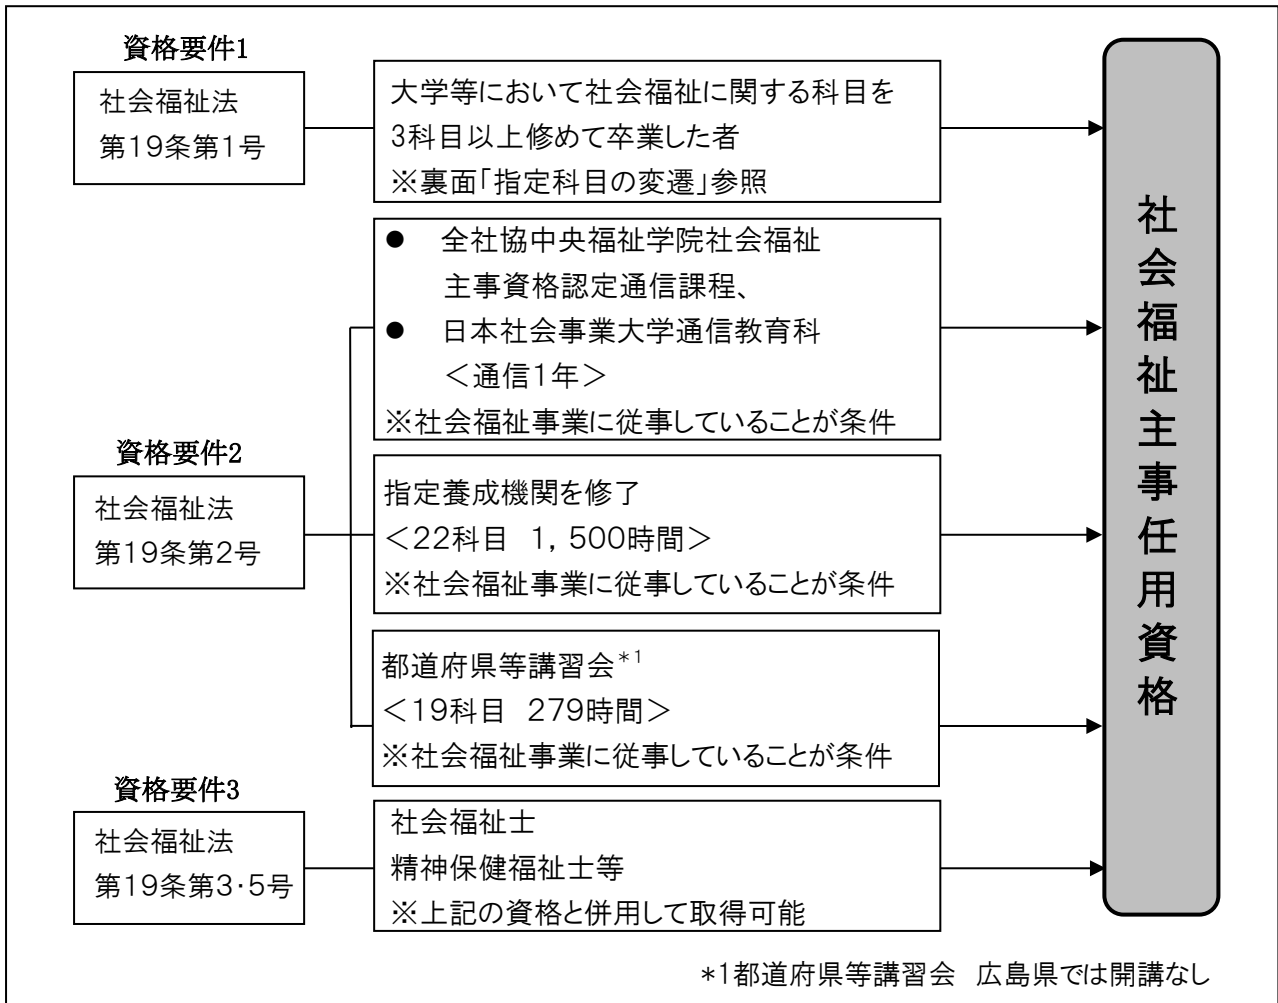 資格要件1
社会福祉法
第19条第1号
大学等において社会福祉に関する科目を
3科目以上修めて卒業した者
※裏面「指定科目の変遷」参照
● 全社協中央福祉学院社会福祉
主事資格認定通信課程、
● 日本社会事業大学通信教育科
＜通信1年＞
※社会福祉事業に従事していることが条件
資格要件2
社会福祉法
第19条第2号
指定養成機関を修了
＜22科目 1,500時間＞
※社会福祉事業に従事していることが条件
都道府県等講習会*1
＜19科目 279時間＞
※社会福祉事業に従事していることが条件
資格要件3
社会福祉法
第19条第3・5号
社会福祉士
精神保健福祉士等
※上記の資格と併用して取得可能
社会福祉主事任用資格
*1都道府県等講習会 広島県では開講なし